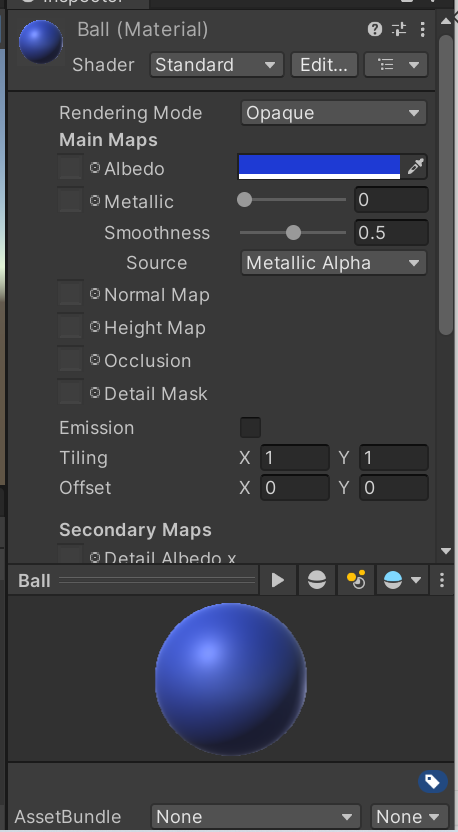 Inspector
Ball (Material)
Shader Standard Edit...
Rendering Mode Opaque
Main Maps
Albedo
Metallic 0
Smoothness 0.5
Source Metallic Alpha
Normal Map
Height Map
Occlusion
Detail Mask
Emission
Tiling X 1 Y 1
Offset X 0 Y 0
Secondary Maps
Detail Albedo x
Ball
AssetBundle None None